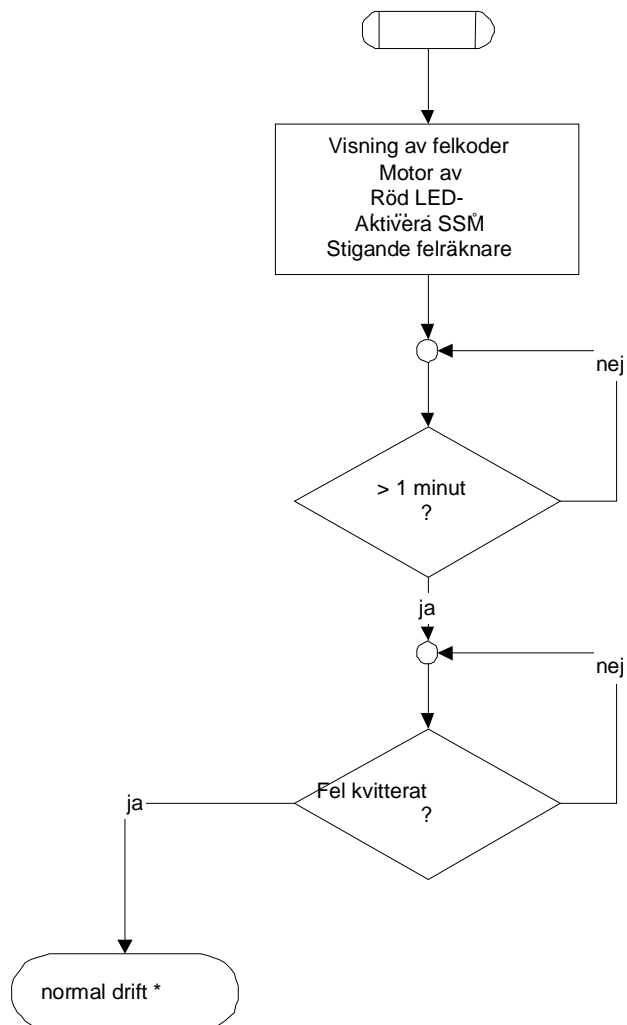 Visning av felkoder
Motor av
Röd LED-
Aktivera SSM
Stigande felräknare
nej
> 1 minut
?
ja
nej
Fel kvitterat
?
ja
normal drift *